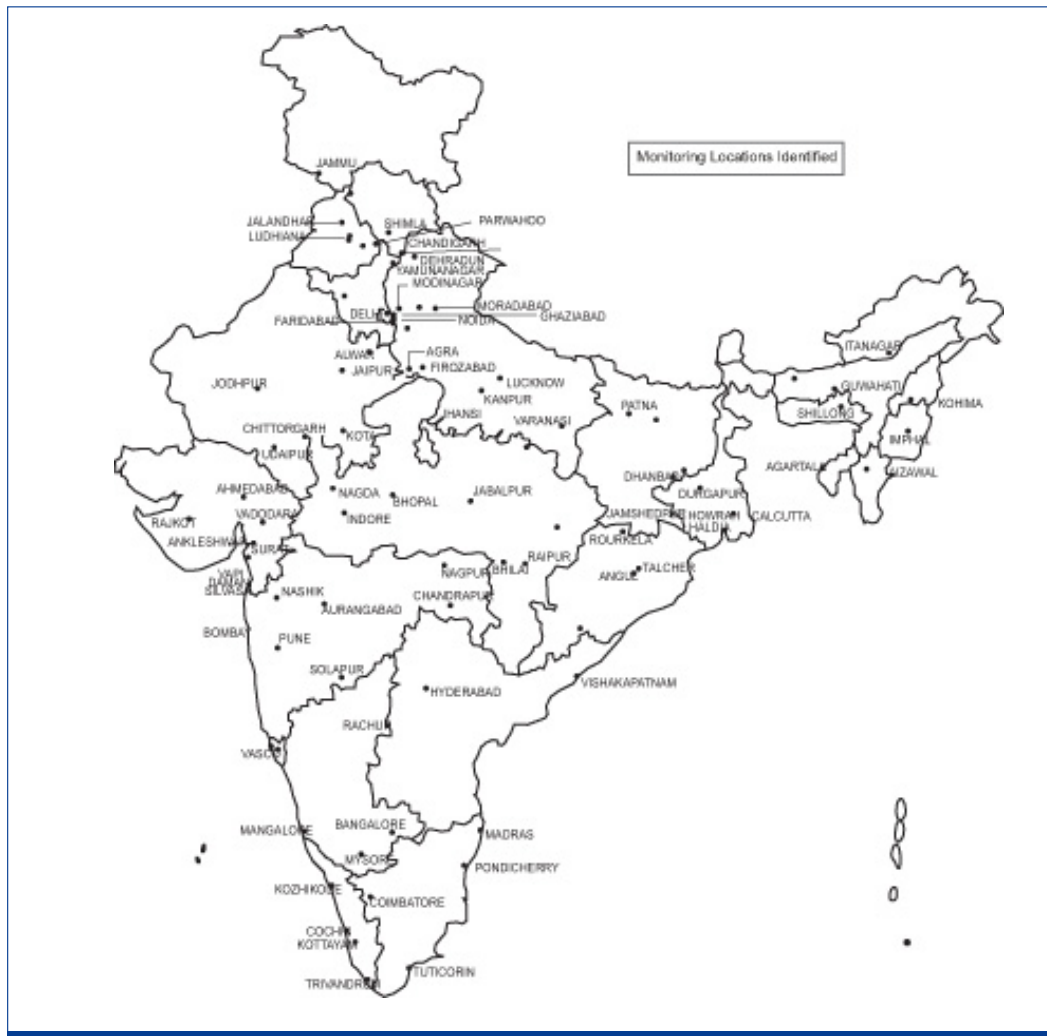 Monitoring Locations Identified
JAMMU
JALANDHAR
SHIMLA
PARWAHOO
LUDHIANA
CHANDIGARH
DEHRADUN
YAMUNANAGAR
MODINAGAR
MORADABAD
DELHI
GHAZIABAD
FARIDABAD
NOIDA
ITANAGAR
ALWAR
AGRA
JAIPUR
FIROZABAD
JODHPUR
LUCKNOW
GUWAHATI
KANPUR
KOHIMA
PATNA
SHILLONG
JHANSI
VARANASI
CHITTORGARH
KOTA
IMPHAL
UDAIPUR
AGARTALA
AIZAWAL
DHANBAD
AHMEDABAD
NAGDA
BHOPAL
JABALPUR
DURGAPUR
RAJKOT
VADODARA
INDORE
JAMSHEDPUR
HOWRAH
CALCUTTA
HALDIA
ANKLESHWAR
SURAT
ROURKELA
RAIPUR
BHILAI
VAPI
NAGPUR
ANGUL
TALCHER
DAMAN
SILVASA
NASHIK
AURANGABAD
CHANDRAPUR
BOMBAY
PUNE
SOLAPUR
HYDERABAD
VISHAKAPATNAM
RACHUR
VASCO
MANGALORE
BANGALORE
MADRAS
MYSORE
PONDICHERRY
KOZHIKODE
COIMBATORE
COCHIN
KOTTAYAM
TUTICORIN
TRIVANDRUM